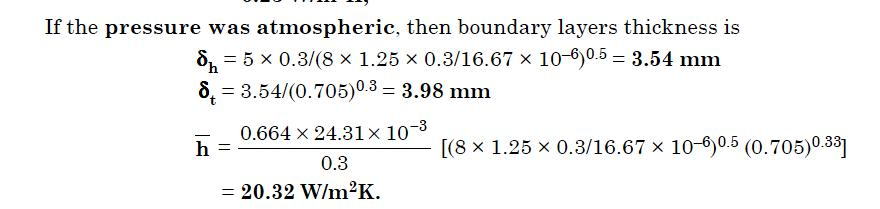 If the pressure was atmospheric, then boundary layers thickness is
δh = 5 × 0.3/(8 × 1.25 × 0.3/16.67 × 10–6)0.5 = 3.54 mm
δt = 3.54/(0.705)0.3 = 3.98 mm
h̅ = 0.664 × 24.31× 10−3 / 0.3 [(8 × 1.25 × 0.3/16.67 × 10–6)0.5 (0.705)0.33]
= 20.32 W/m2K.